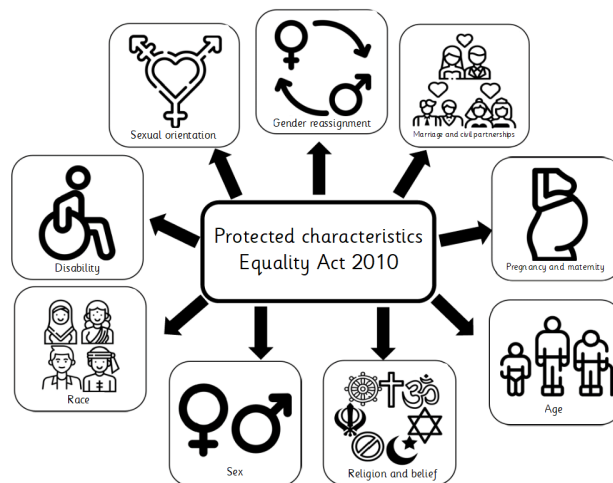 Sexual orientation
Gender reassignment
Marriage and civil partnerships
Disability
Protected characteristics
Equality Act 2010
Pregnancy and maternity
Race
Sex
Religion and belief
Age